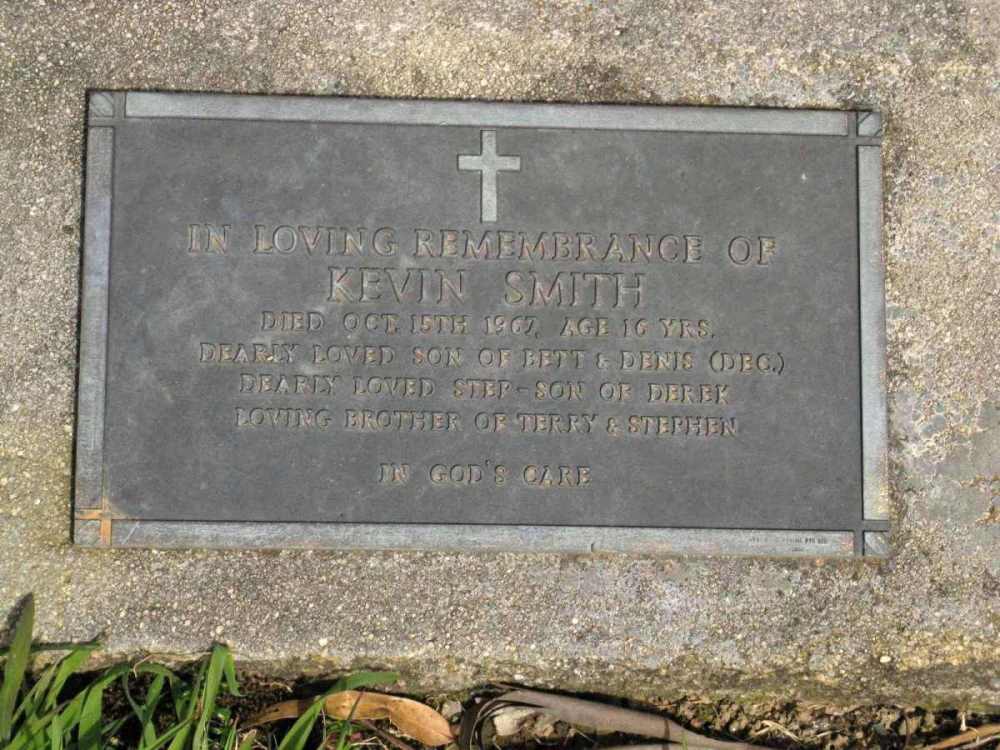 IN LOVING REMEMBRANCE OF
KEVIN SMITH
DIED OCT. 15TH 1967, AGE 16 YRS.
DEARLY LOVED SON OF BETT & DENIS (DEC.)
DEARLY LOVED STEP-SON OF DEREK
LOVING BROTHER OF TERRY & STEPHEN
IN GOD'S CARE